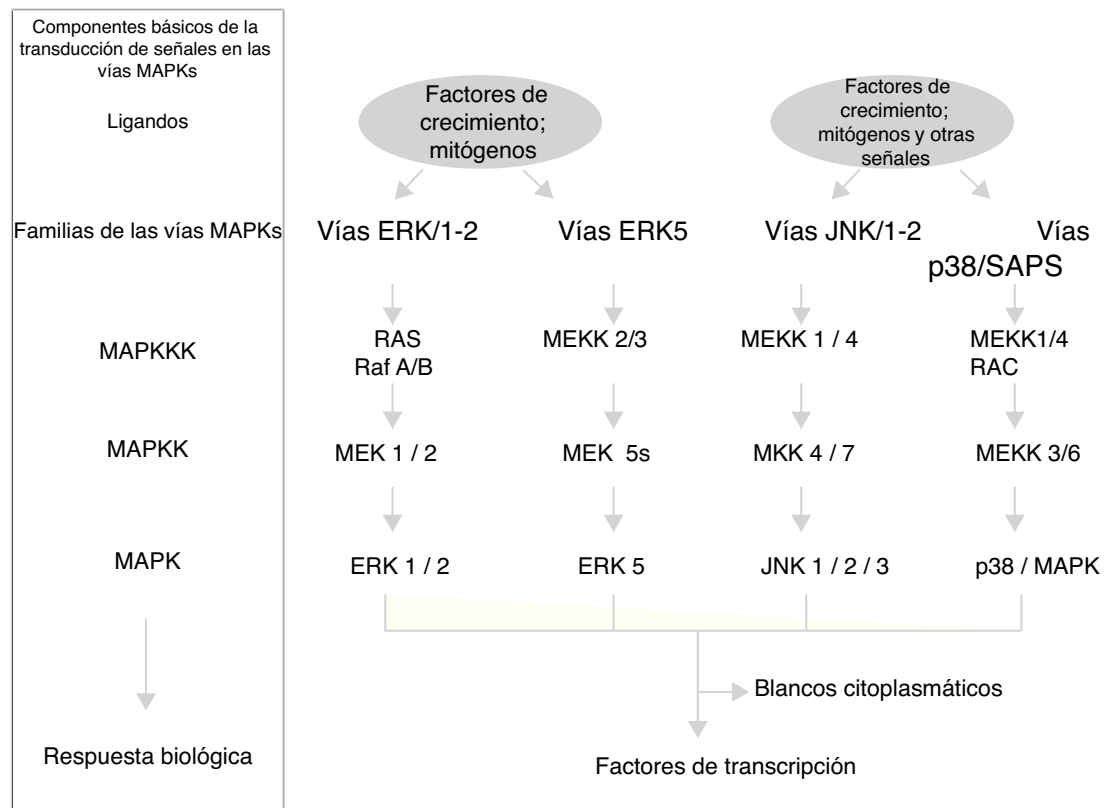 Componentes básicos de la
transducción de señales en las
vías MAPKs
Ligandos
Factores de
crecimiento;
mitógenos
Factores de
crecimiento;
mitógenos y otras
señales
Familias de las vías MAPKs
Vías ERK/1-2
Vías ERK5
Vías JNK/1-2
Vías
p38/SAPS
MAPKKK
RAS
Raf A/B
MEKK 2/3
MEKK 1 / 4
MEKK1/4
RAC
MAPKK
MEK 1 / 2
MEK 5s
MKK 4 / 7
MEKK 3/6
MAPK
ERK 1 / 2
ERK 5
JNK 1 / 2 / 3
p38 / MAPK
Blancos citoplasmáticos
Respuesta biológica
Factores de transcripción